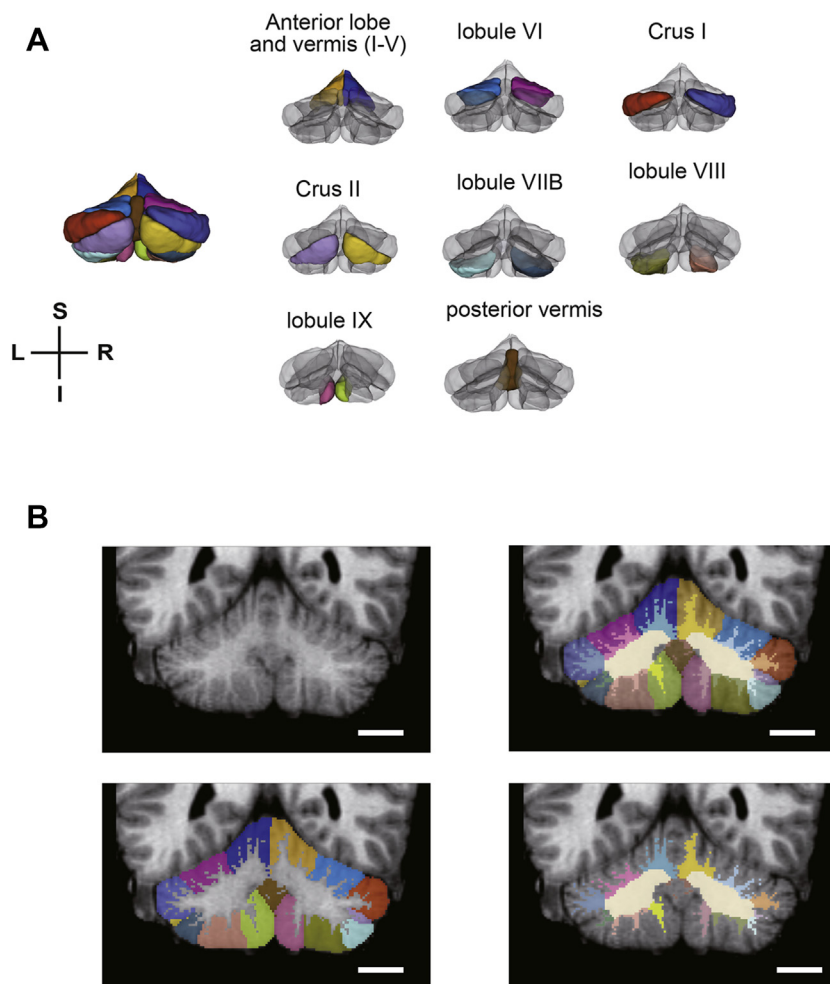 A
Anterior lobe
and vermis (I-V)
lobule VI
Crus I
Crus II
lobule VIIB
lobule VIII
S
L
R
I
lobule IX
posterior vermis
B